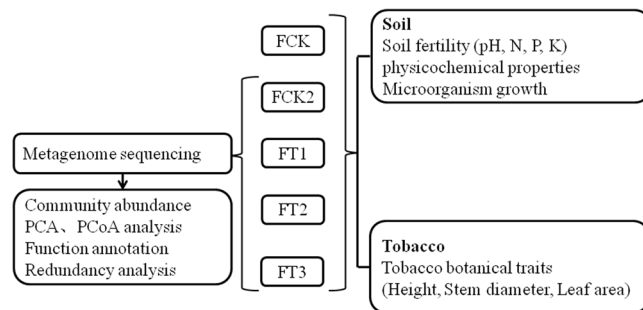 FCK
FCK2
FT1
FT2
FT3
Metagenome sequencing
Community abundance
PCA、PCoA analysis
Function annotation
Redundancy analysis
Soil
Soil fertility (pH, N, P, K)
physicochemical properties
Microorganism growth
Tobacco
Tobacco botanical traits
(Height, Stem diameter, Leaf area)